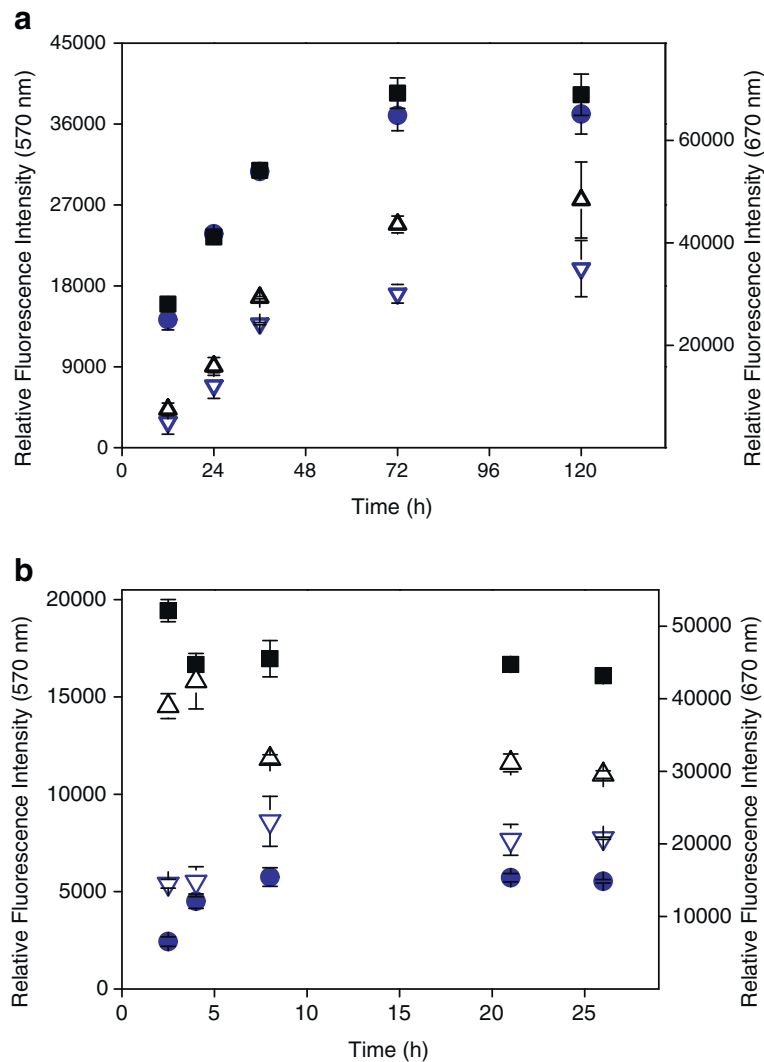 a
45000
36000
27000
18000
9000
0
60000
40000
20000
0 24 48 72 96 120
Relative Fluorescence Intensity (570 nm)
Relative Fluorescence Intensity (670 nm)
Time (h)
b
20000
15000
10000
5000
0
50000
40000
30000
20000
10000
0 5 10 15 20 25
Relative Fluorescence Intensity (570 nm)
Relative Fluorescence Intensity (670 nm)
Time (h)